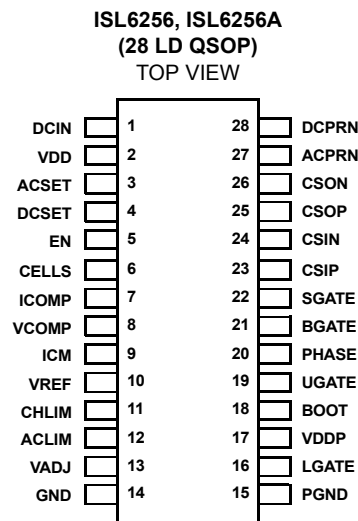 ISL6256, ISL6256A
(28 LD QSOP)
TOP VIEW
DCIN 1 28 DCPRN
VDD 2 27 ACPRN
ACSET 3 26 CSON
DCSET 4 25 CSOP
EN 5 24 CSIN
CELLS 6 23 CSIP
ICOMP 7 22 SGATE
VCOMP 8 21 BGATE
ICM 9 20 PHASE
VREF 10 19 UGATE
CHLIM 11 18 BOOT
ACLIM 12 17 VDDP
VADJ 13 16 LGATE
GND 14 15 PGND